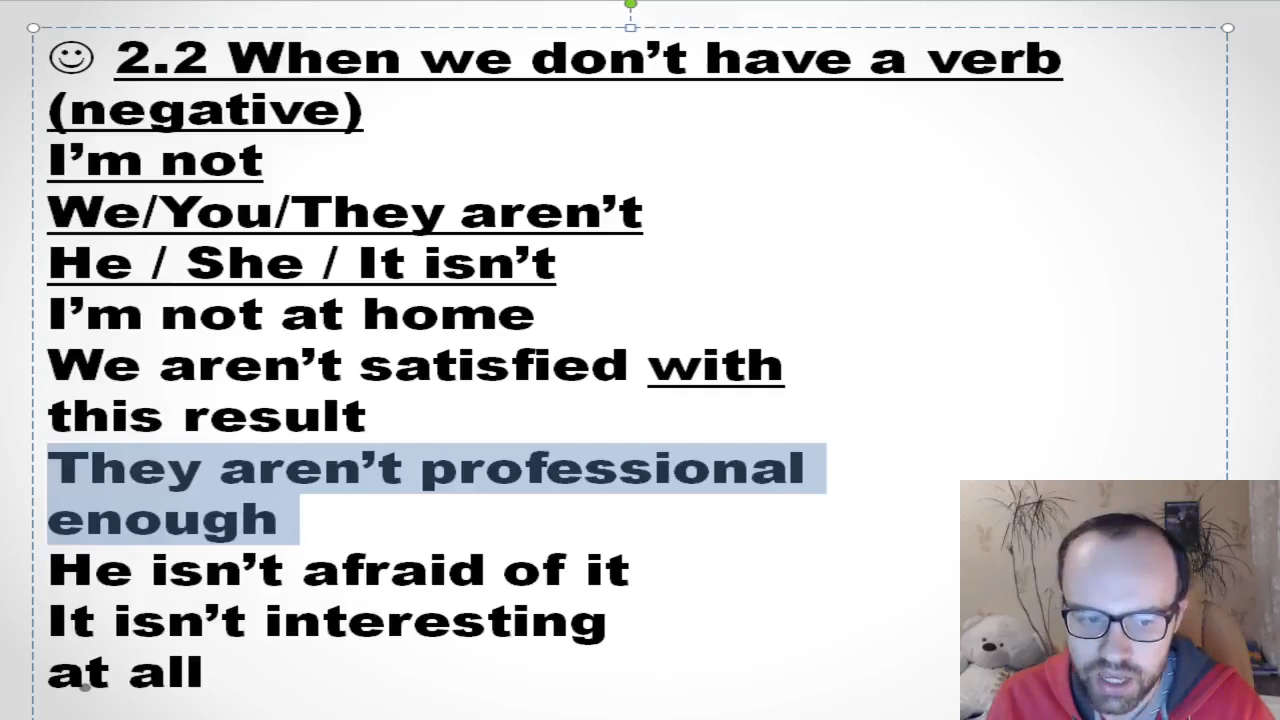 ☺ 2.2 When we don’t have a verb
(negative)
I’m not
We/You/They aren’t
He / She / It isn’t
I’m not at home
We aren’t satisfied with
this result
They aren’t professional
enough
He isn’t afraid of it
It isn’t interesting
at all